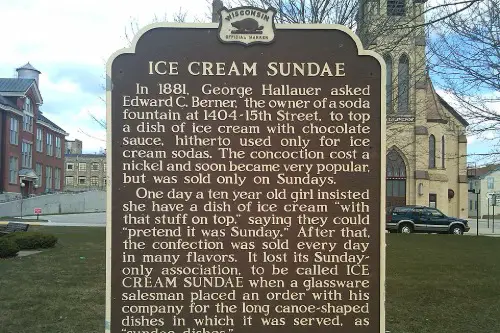 WISCONSIN
OFFICIAL MARKER
ICE CREAM SUNDAE
In 1881, George Hallauer asked
Edward C. Berner, the owner of a soda
fountain at 1404-15th Street, to top
a dish of ice cream with chocolate
sauce, hitherto used only for ice
cream sodas. The concoction cost a
nickel and soon became very popular,
but was sold only on Sundays.
One day a ten year old girl insisted
she have a dish of ice cream "with
that stuff on top," saying they could
"pretend it was Sunday." After that,
the confection was sold every day
in many flavors. It lost its Sunday-
only association, to be called ICE
CREAM SUNDAE when a glassware
salesman placed an order with his
company for the long canoe-shaped
dishes in which it was served, as
"sundae dishes."